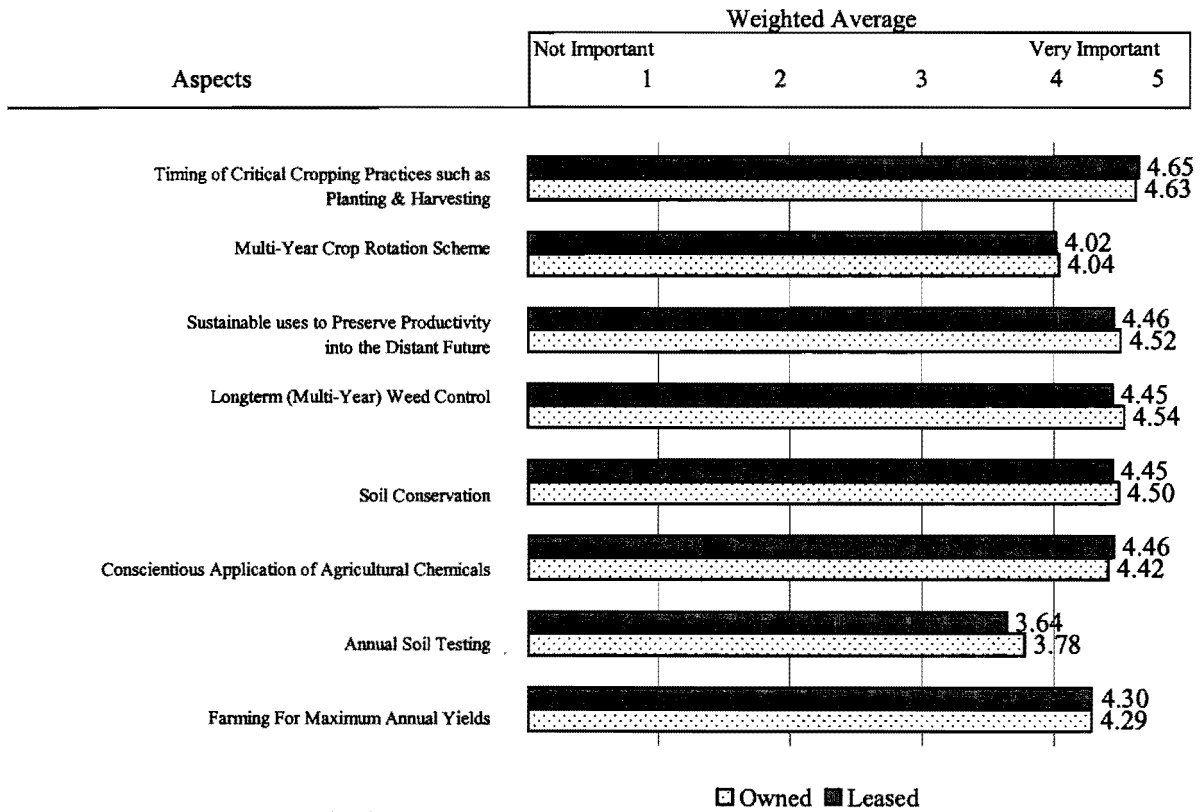 Weighted Average
Not Important Very Important
Aspects 1 2 3 4 5
Timing of Critical Cropping Practices such as
Planting & Harvesting
4.65
4.63
Multi-Year Crop Rotation Scheme
4.02
4.04
Sustainable uses to Preserve Productivity
into the Distant Future
4.46
4.52
Longterm (Multi-Year) Weed Control
4.45
4.54
Soil Conservation
4.45
4.50
Conscientious Application of Agricultural Chemicals
4.46
4.42
Annual Soil Testing
3.64
3.78
Farming For Maximum Annual Yields
4.30
4.29
Owned Leased